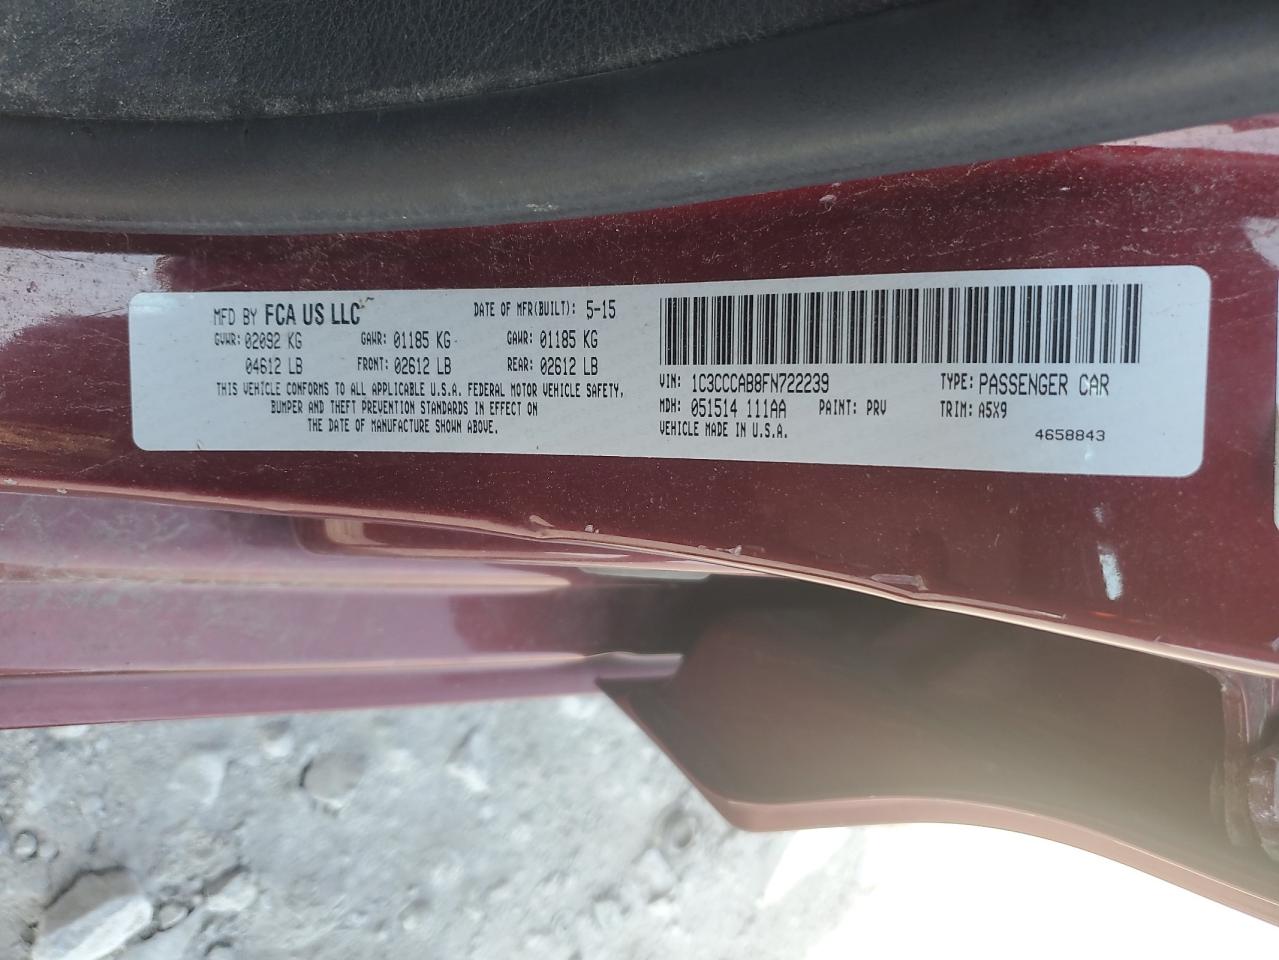 MFD BY FCA US LLC DATE OF MFR(BUILT): 5-15
GVWR: 02092 KG GAWR: 01185 KG GAWR: 01185 KG
04612 LB FRONT: 02612 LB REAR: 02612 LB
THIS VEHICLE CONFORMS TO ALL APPLICABLE U.S.A. FEDERAL MOTOR VEHICLE SAFETY,
BUMPER AND THEFT PREVENTION STANDARDS IN EFFECT ON
THE DATE OF MANUFACTURE SHOWN ABOVE.
VIN: 1C3CCCAB8FN722239 TYPE: PASSENGER CAR
MDH: 051514 111AA PAINT: PRV TRIM: A5X9
VEHICLE MADE IN U.S.A.
4658843